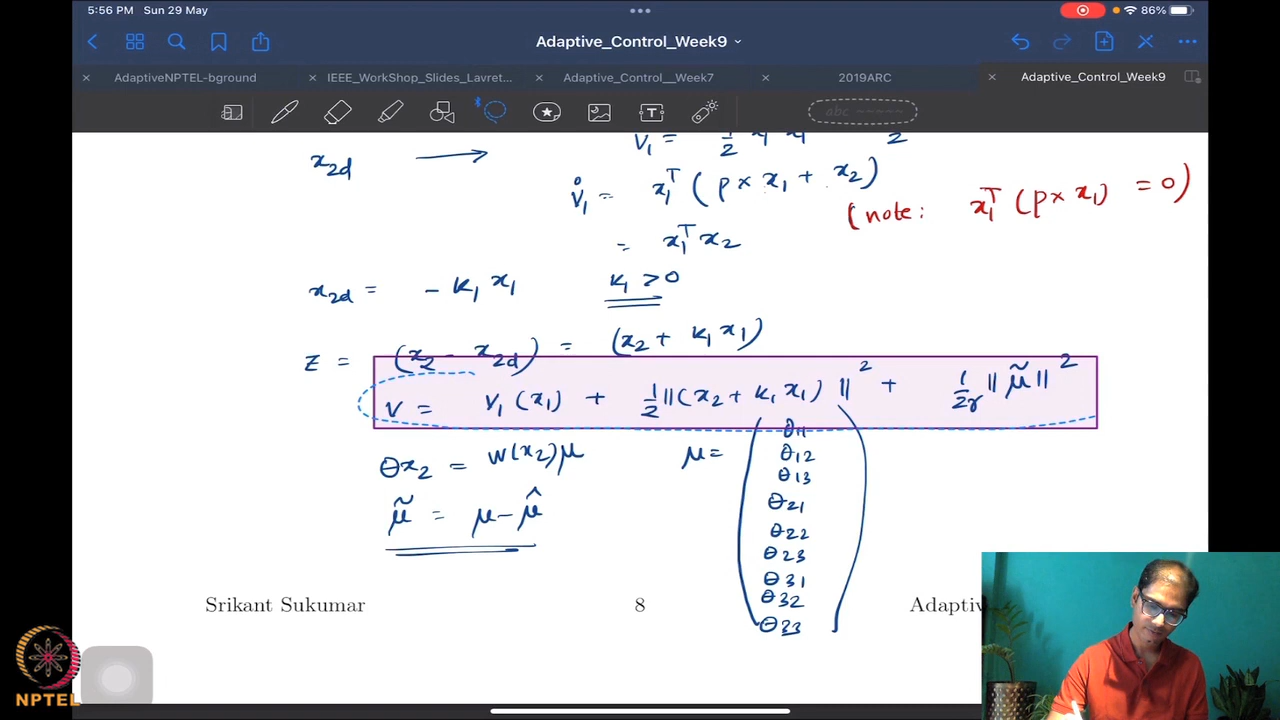 5:56 PM Sun 29 May
86%
Adaptive_Control_Week9
AdaptiveNPTEL-bground
IEEE_WorkShop_Slides_Lavret...
Adaptive_Control__Week7
2019ARC
Adaptive_Control_Week9
abc
x₂d →
V̇₁ = x₁ᵀ (p × x₁ + x₂)
(note: x₁ᵀ (p × x₁) = 0)
= x₁ᵀ x₂
x₂d = - k₁ x₁ k₁ > 0
z = (x₂ - x₂d) = (x₂ + k₁ x₁)
V = V₁ (x₁) + 1/2 ||(x₂ + k₁ x₁)||² + 1/2γ ||μ̃||²
θx₂ = W(x₂)μ μ =
θ11
θ12
θ13
θ21
θ22
θ23
θ31
θ32
θ33
μ̃ = μ - μ̂
Srikant Sukumar
8
Adaptiv
NPTEL